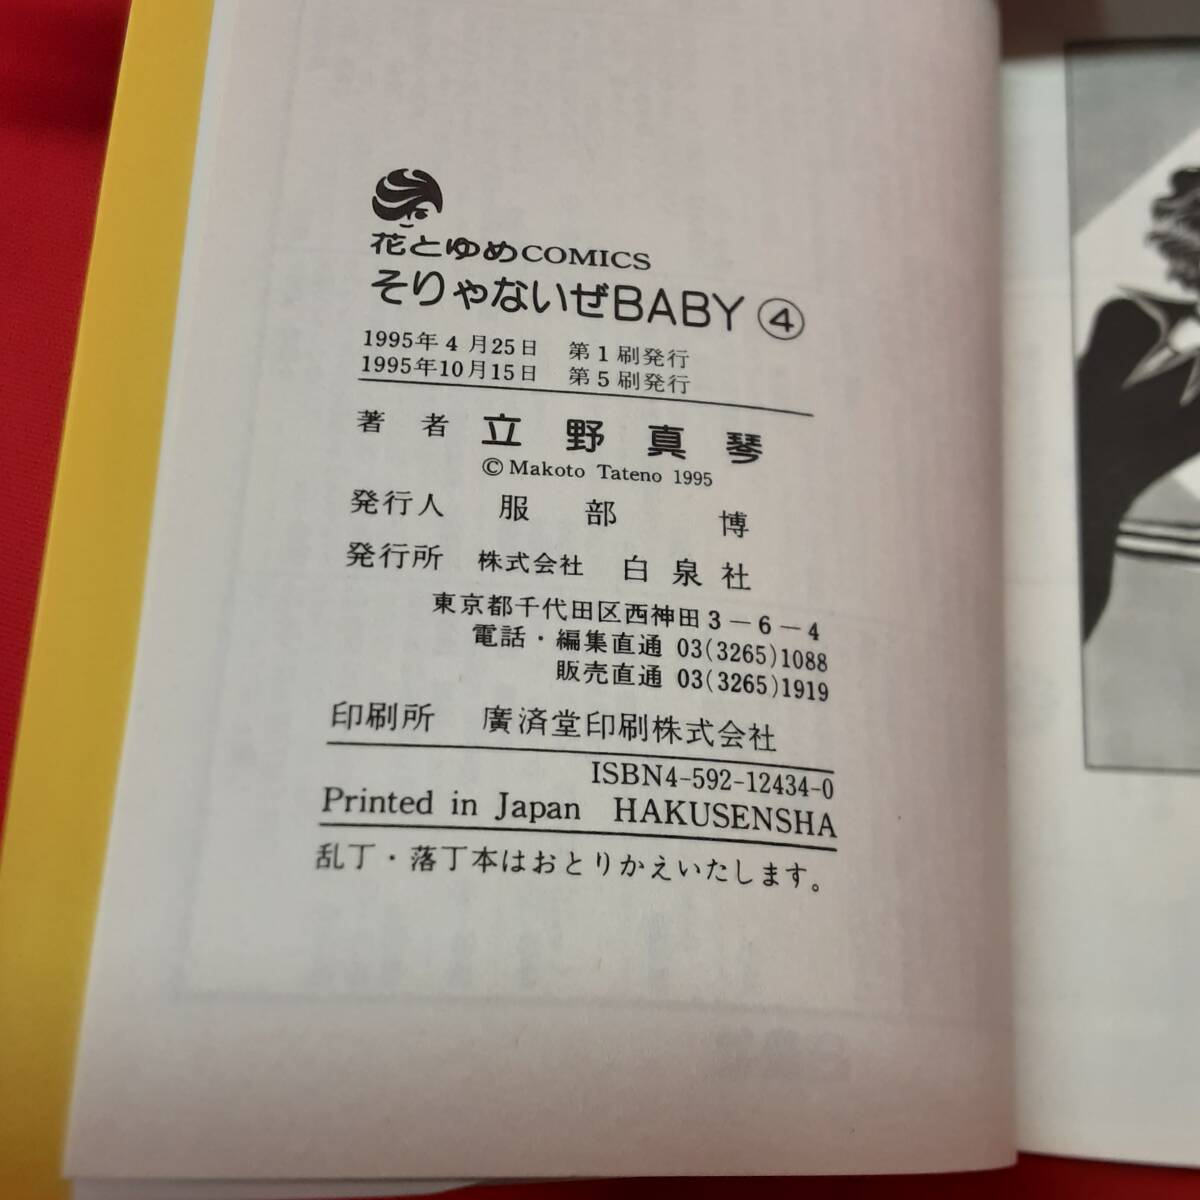 花とゆめCOMICS
そりゃないぜBABY ④
1995年4月25日 第1刷発行
1995年10月15日 第5刷発行
著者 立野真琴
© Makoto Tateno 1995
発行人 服部 博
発行所 株式会社 白泉社
東京都千代田区西神田3−6−4
電話・編集直通 03(3265)1088
販売直通 03(3265)1919
印刷所 廣済堂印刷株式会社
ISBN4-592-12434-0
Printed in Japan HAKUSENSHA
乱丁・落丁本はおとりかえいたします。